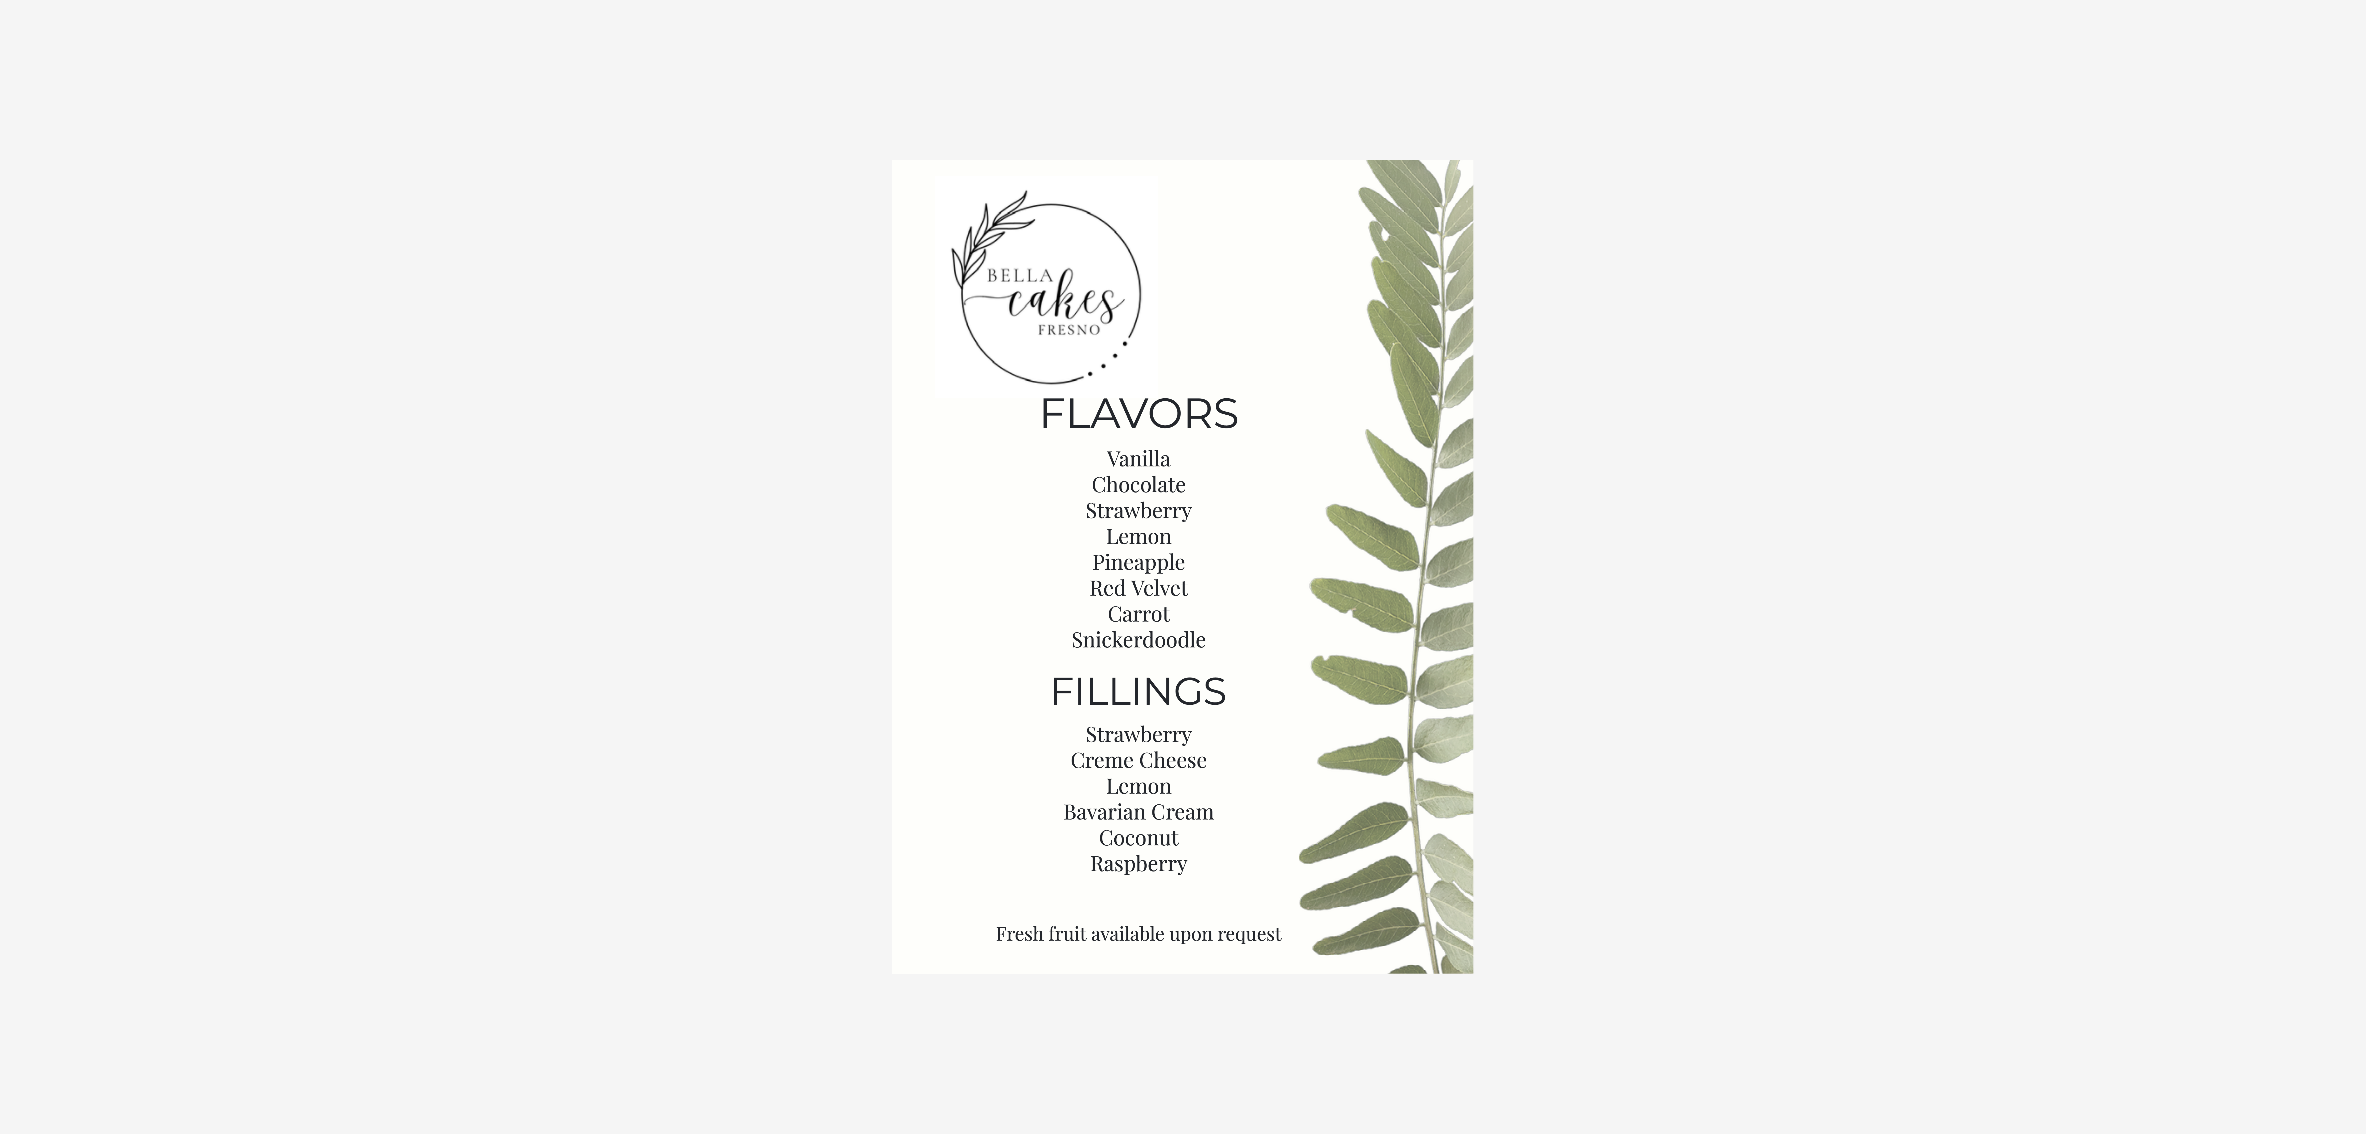 BELLA
cakes
FRESNO
FLAVORS
Vanilla
Chocolate
Strawberry
Lemon
Pineapple
Red Velvet
Carrot
Snickerdoodle
FILLINGS
Strawberry
Creme Cheese
Lemon
Bavarian Cream
Coconut
Raspberry
Fresh fruit available upon request